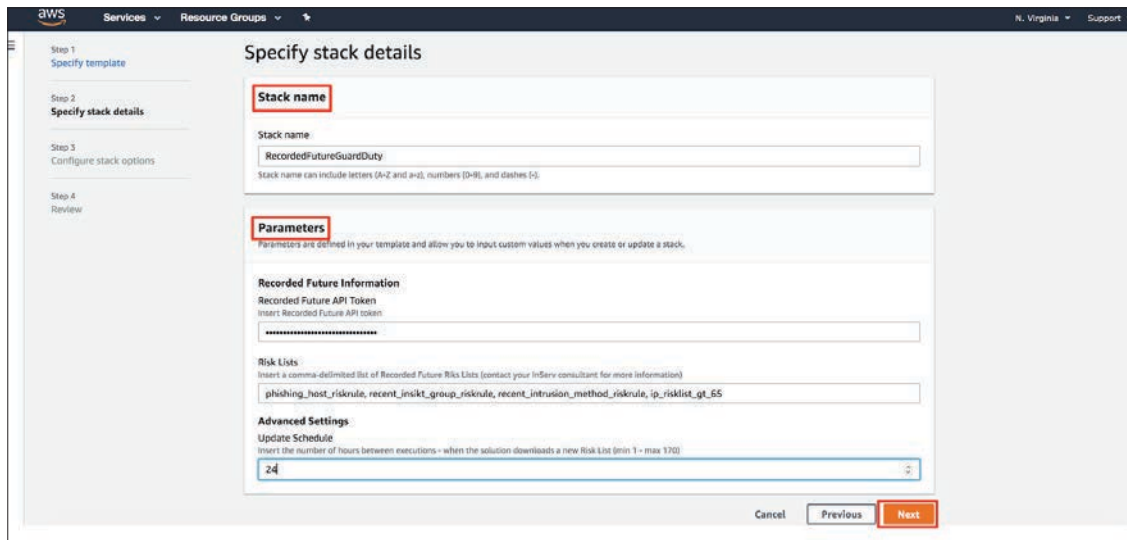 aws Services Resource Groups N. Virginia Support
Step 1
Specify template
Step 2
Specify stack details
Step 3
Configure stack options
Step 4
Review
Specify stack details
Stack name
Stack name
RecordedFutureGuardDuty
Stack name can include letters (A-Z and a-z), numbers (0-9), and dashes (-).
Parameters
Parameters are defined in your template and allow you to input custom values when you create or update a stack.
Recorded Future Information
Recorded Future API Token
Insert Recorded Future API token
Risk Lists
Insert a comma-delimited list of Recorded Future Riks Lists (contact your InServ consultant for more information)
phishing_host_riskrule, recent_insikt_group_riskrule, recent_intrusion_method_riskrule, ip_risklist_gt_65
Advanced Settings
Update Schedule
Insert the number of hours between executions - when the solution downloads a new Risk List (min 1 - max 170)
24
Cancel Previous Next